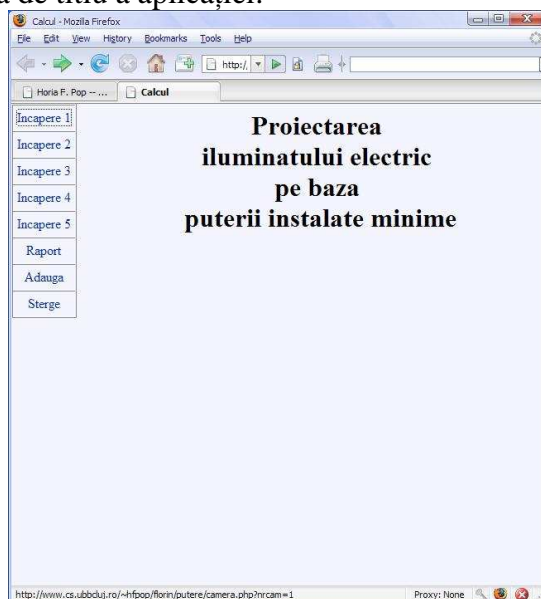 de titlu a aplicației.
Calcul - Mozilla Firefox
File Edit View History Bookmarks Tools Help
http:/,
Horia F. Pop -- ... Calcul
Incapere 1
Incapere 2
Incapere 3
Incapere 4
Incapere 5
Raport
Adauga
Sterge
Proiectarea
iluminatului electric
pe baza
puterii instalate minime
http://www.cs.ubbcluj.ro/~hfpop/florin/putere/camera.php?nrcam=1 Proxy: None